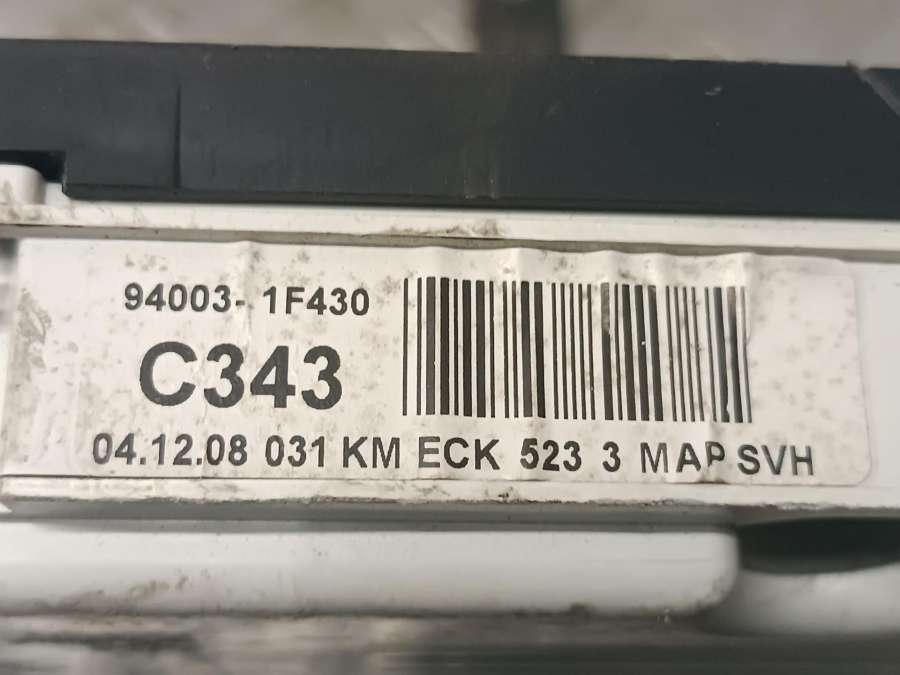 94003- 1F430
C343
04.12.08 031 KM ECK 523 3 MAP SVH